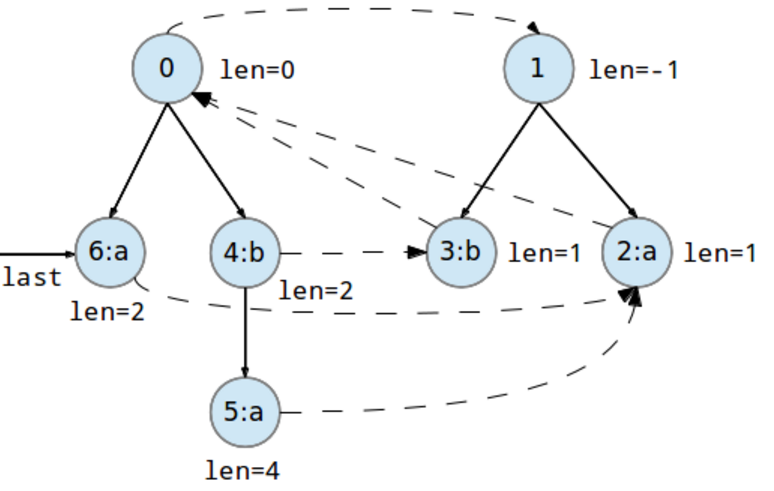 0 len=0 1 len=-1
6:a 4:b 3:b len=1 2:a len=1
last len=2
len=2
5:a
len=4